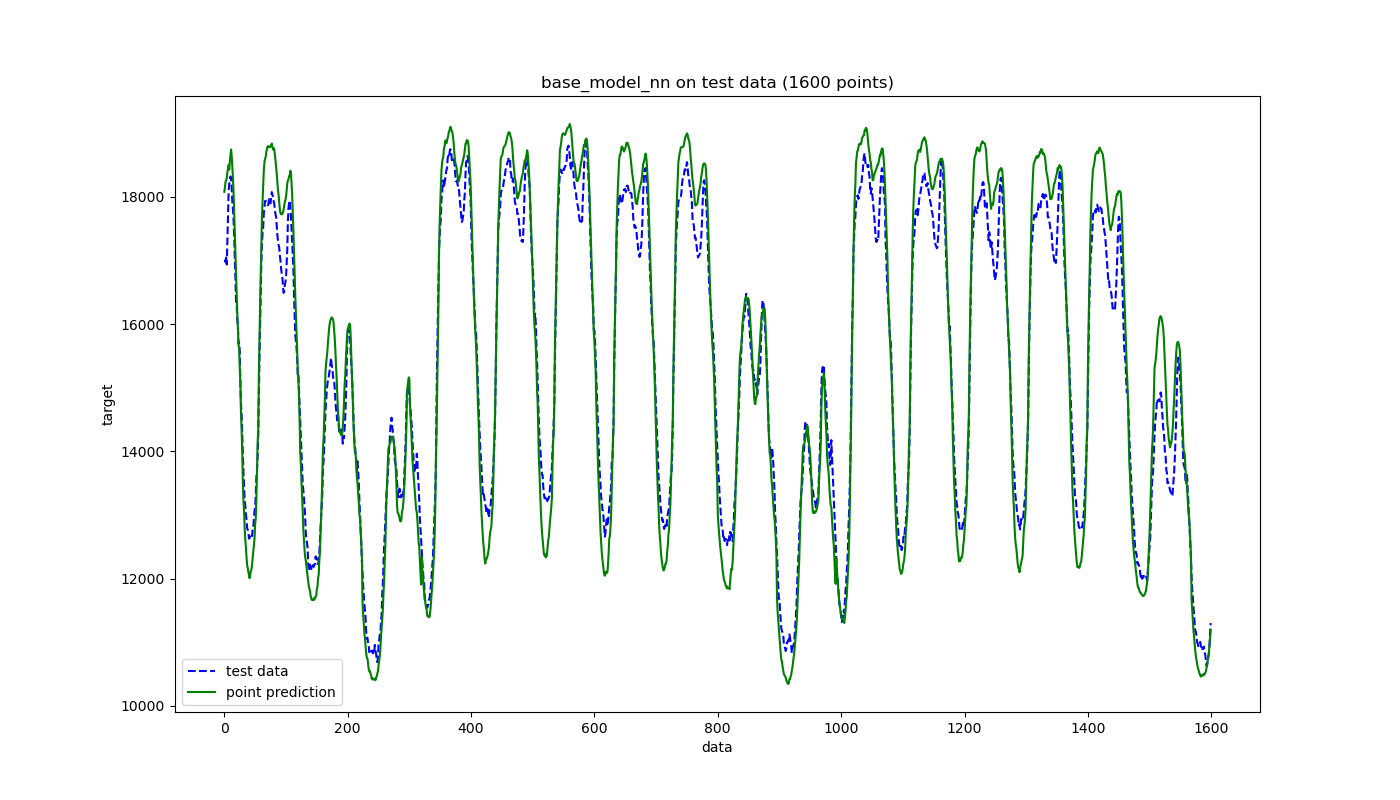 base_model_nn on test data (1600 points)
target
18000
16000
14000
12000
10000
test data
point prediction
0 200 400 600 800 1000 1200 1400 1600
data